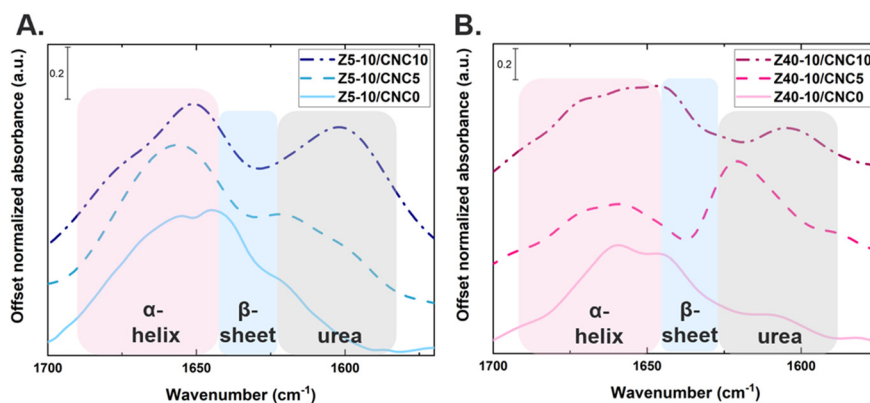 A.
Offset normalized absorbance (a.u.)
0.2
Z5-10/CNC10
Z5-10/CNC5
Z5-10/CNC0
α-
helix
β-
sheet
urea
1700
1650
1600
Wavenumber (cm⁻¹)
B.
Offset normalized absorbance (a.u.)
0.2
Z40-10/CNC10
Z40-10/CNC5
Z40-10/CNC0
α-
helix
β-
sheet
urea
1700
1650
1600
Wavenumber (cm⁻¹)